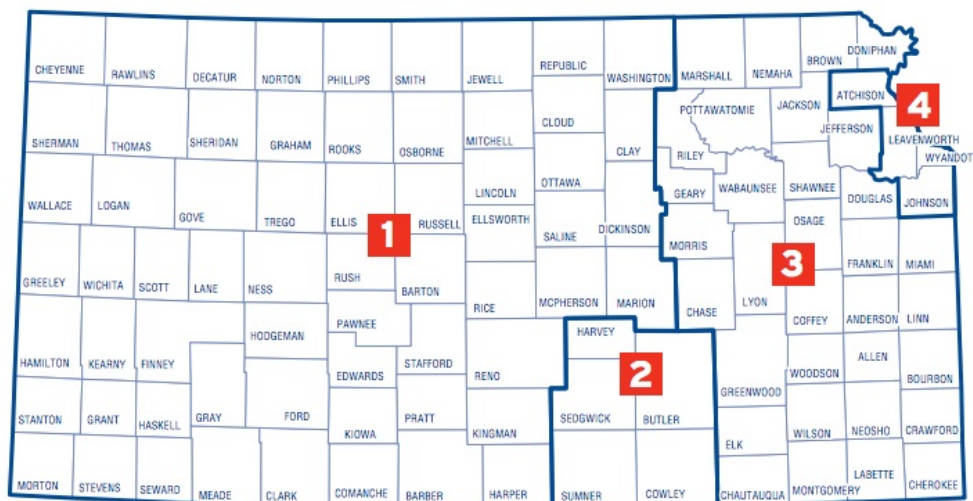 CHEYENNE RAWLINS DECATUR NORTON PHILLIPS SMITH JEWELL REPUBLIC WASHINGTON MARSHALL NEMAHA BROWN DONIPHAN
ATCHISON
4
SHERMAN THOMAS SHERIDAN GRAHAM ROOKS OSBORNE MITCHELL CLOUD CLAY POTTAWATOMIE JACKSON JEFFERSON LEAVENWORTH
WYANDOT
RILEY
WALLACE LOGAN GOVE TREGO ELLIS RUSSELL LINCOLN OTTAWA GEARY WABAUNSEE SHAWNEE DOUGLAS JOHNSON
1
ELLSWORTH SALINE DICKINSON MORRIS OSAGE
3
GREELEY WICHITA SCOTT LANE NESS RUSH BARTON RICE MCPHERSON MARION CHASE LYON COFFEY FRANKLIN MIAMI
HODGEMAN PAWNEE HARVEY ANDERSON LINN
HAMILTON KEARNY FINNEY EDWARDS STAFFORD RENO
2
GREENWOOD WOODSON ALLEN BOURBON
STANTON GRANT HASKELL GRAY FORD KIOWA PRATT KINGMAN SEDGWICK BUTLER ELK WILSON NEOSHO CRAWFORD
MORTON STEVENS SEWARD MEADE CLARK COMANCHE BARBER HARPER SUMNER COWLEY CHAUTAUQUA MONTGOMERY LABETTE CHEROKEE